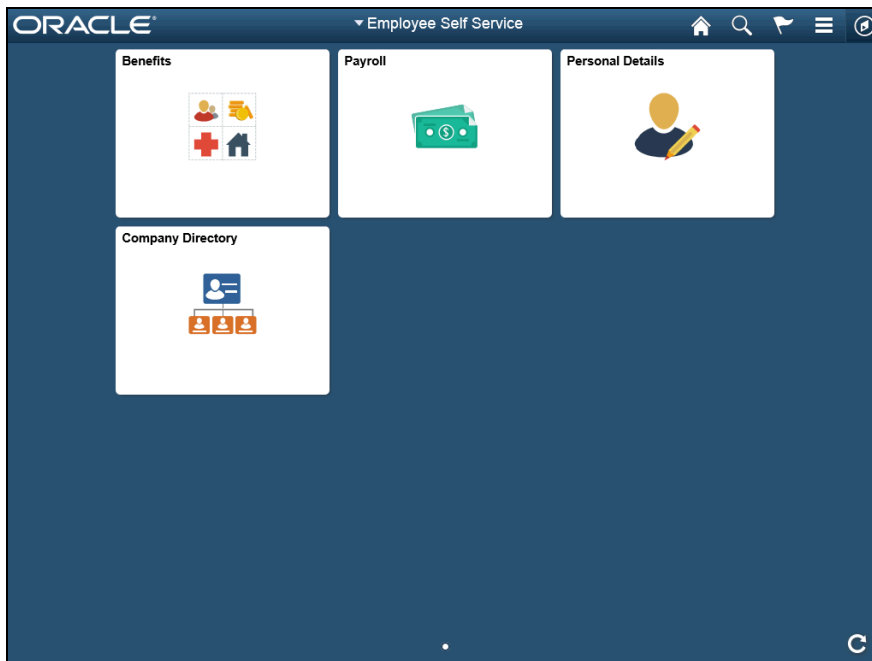 ORACLE®
Employee Self Service
Benefits
Payroll
Personal Details
$
Company Directory